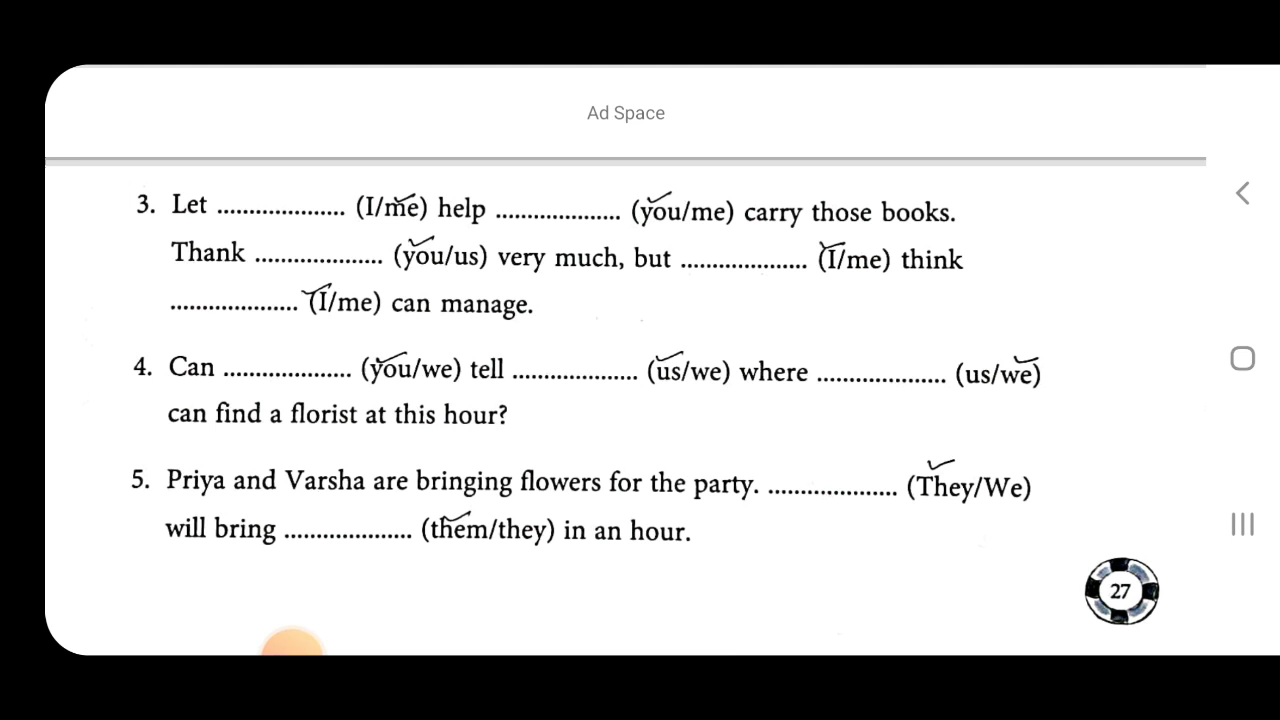 Ad Space
3. Let .................... (I/me) help .................... (you/me) carry those books.
Thank .................... (you/us) very much, but .................... (I/me) think
.................... (I/me) can manage.
4. Can .................... (you/we) tell .................... (us/we) where .................... (us/we)
can find a florist at this hour?
5. Priya and Varsha are bringing flowers for the party. .................... (They/We)
will bring .................... (them/they) in an hour.
27